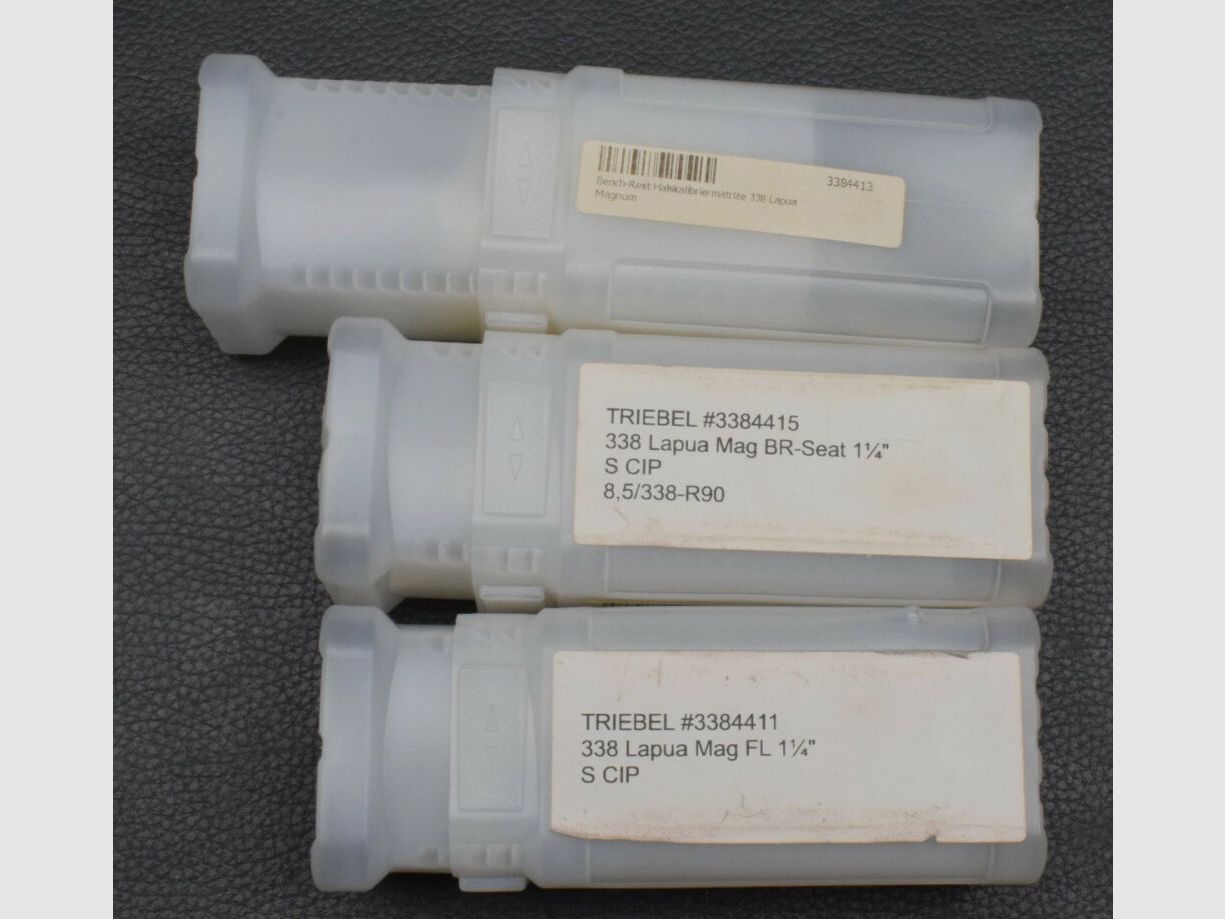 3384413
Bench-Rest Halskalibriermatrize 338 Lapua
Magnum
TRIEBEL #3384415
338 Lapua Mag BR-Seat 1¼"
S CIP
8,5/338-R90
TRIEBEL #3384411
338 Lapua Mag FL 1¼"
S CIP